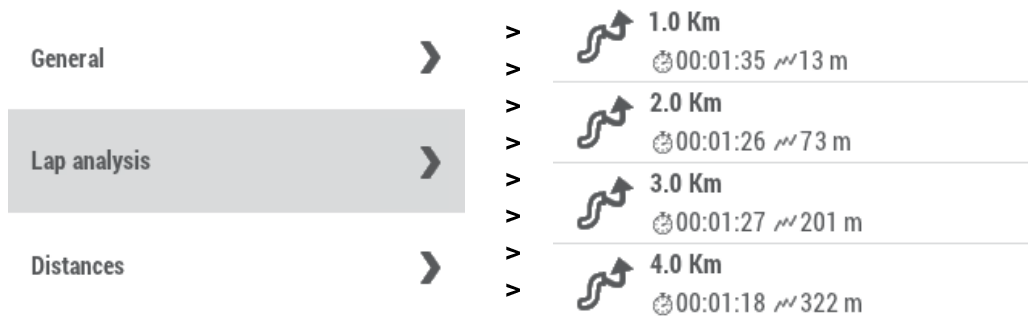 General
Lap analysis
Distances
>
>
>
>
>
>
>
>
1.0 Km
00:01:35 13 m
2.0 Km
00:01:26 73 m
3.0 Km
00:01:27 201 m
4.0 Km
00:01:18 322 m